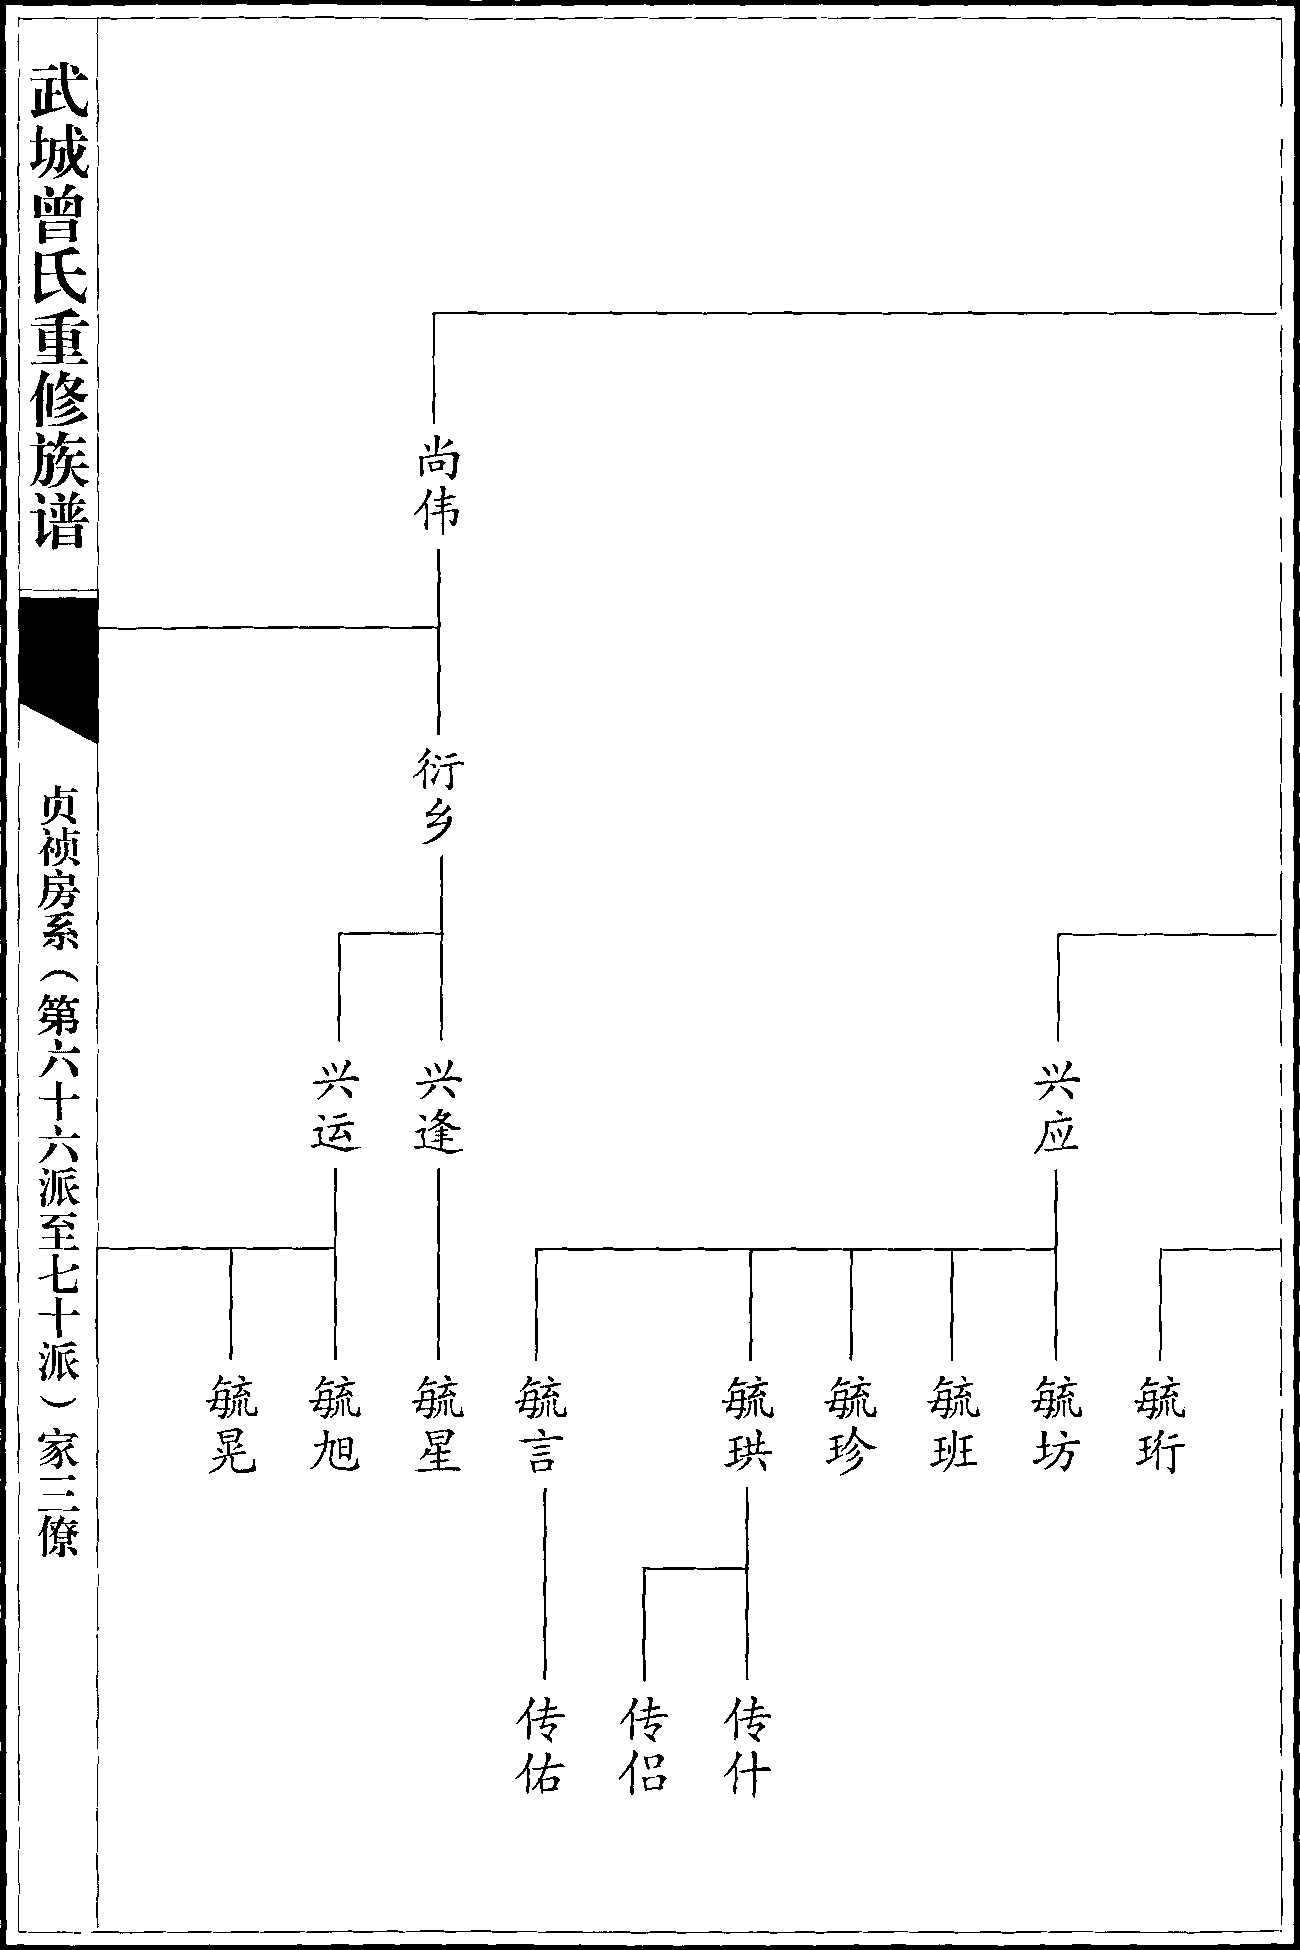 武城曾氏重修族谱
贞祯房系（第六十六派至七十派）家三僚
尚伟
衍乡
兴应
兴逢
兴运
毓珩
毓坊
毓班
毓珍
毓珙
毓言
毓星
毓旭
毓晃
传什
传侣
传佑